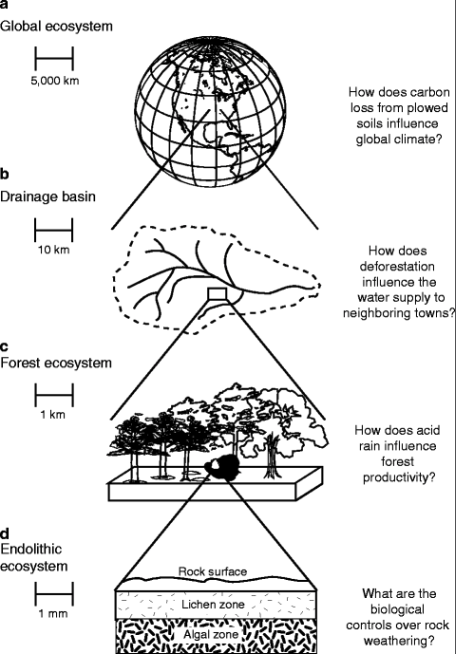 a
Global ecosystem
5,000 km
How does carbon
loss from plowed
soils influence
global climate?
b
Drainage basin
10 km
How does
deforestation
influence the
water supply to
neighboring towns?
c
Forest ecosystem
1 km
How does acid
rain influence
forest
productivity?
d
Endolithic
ecosystem
1 mm
Rock surface
Lichen zone
Algal zone
What are the
biological
controls over rock
weathering?